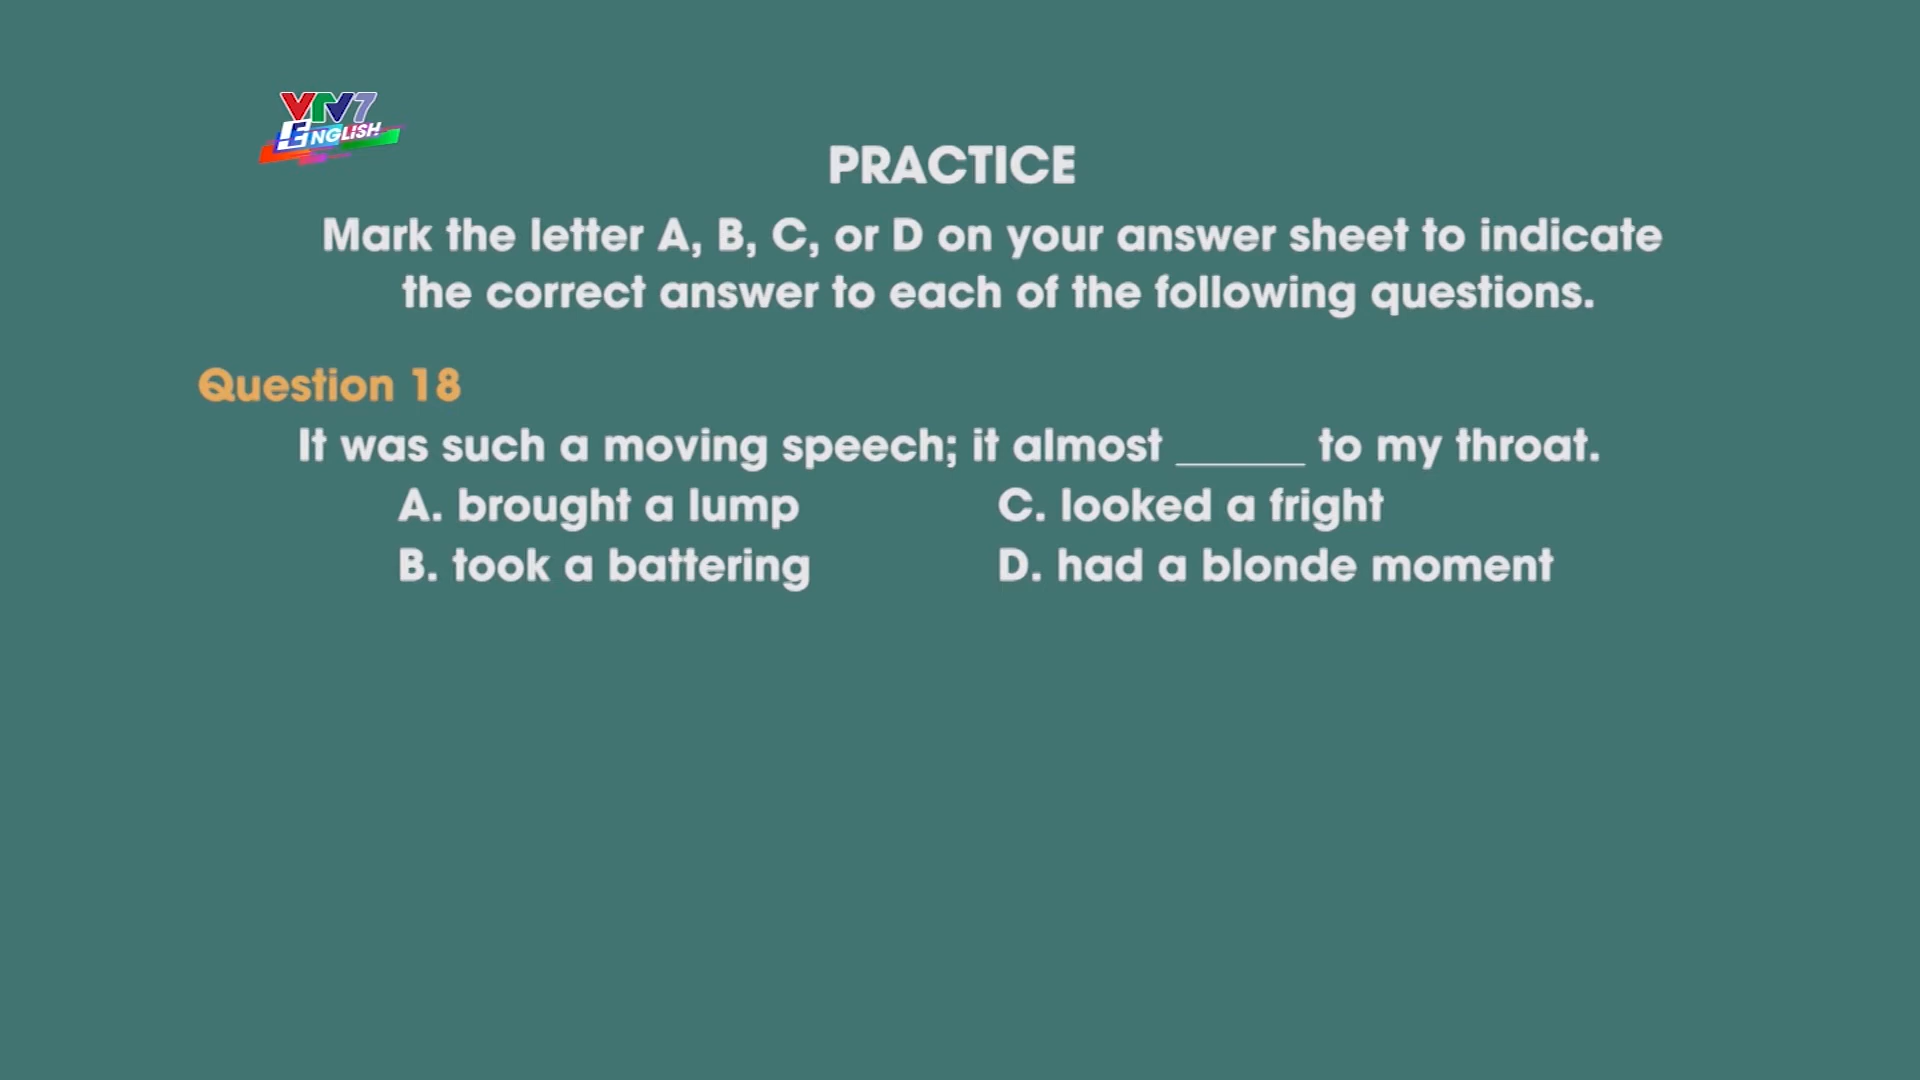 VTV7
ENGLISH
PRACTICE
Mark the letter A, B, C, or D on your answer sheet to indicate
the correct answer to each of the following questions.
Question 18
It was such a moving speech; it almost ______ to my throat.
A. brought a lump
C. looked a fright
B. took a battering
D. had a blonde moment